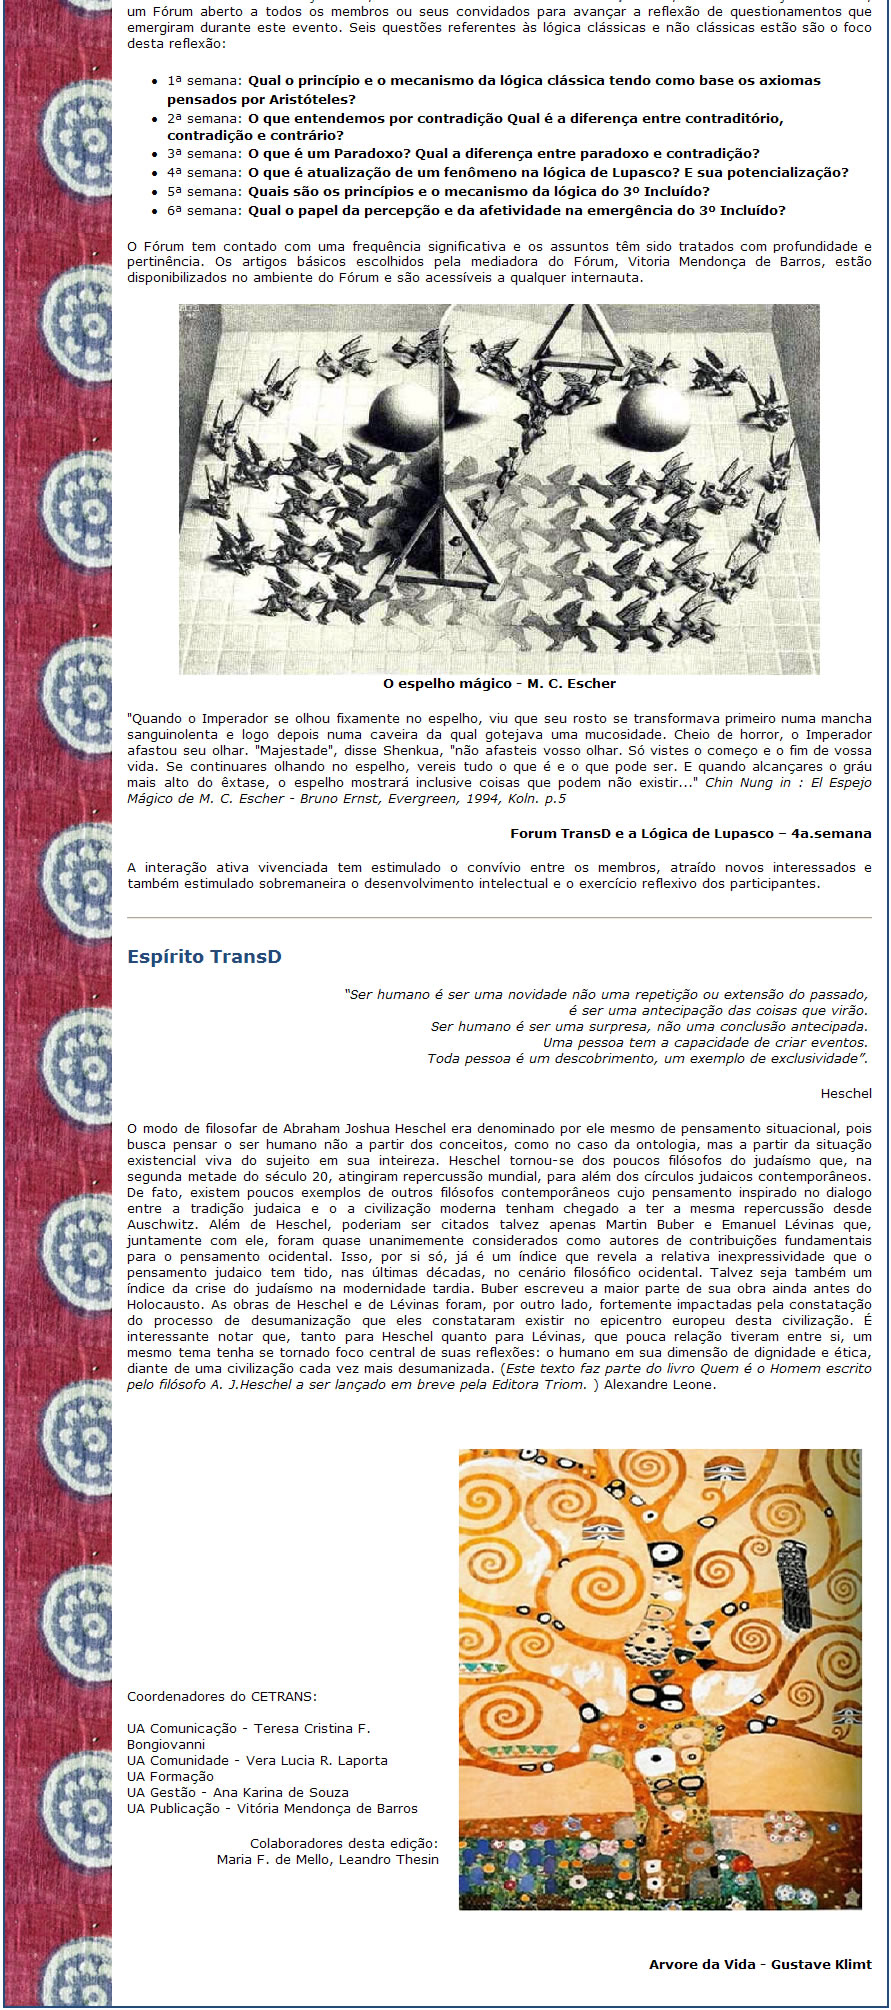 um Fórum aberto a todos os membros ou seus convidados para avançar a reflexão de questionamentos que
emergiram durante este evento. Seis questões referentes às lógica clássicas e não clássicas estão são o foco
desta reflexão:
1ª semana: Qual o princípio e o mecanismo da lógica clássica tendo como base os axiomas
pensados por Aristóteles?
2ª semana: O que entendemos por contradição Qual é a diferença entre contraditório,
contradição e contrário?
3ª semana: O que é um Paradoxo? Qual a diferença entre paradoxo e contradição?
4ª semana: O que é atualização de um fenômeno na lógica de Lupasco? E sua potencialização?
5ª semana: Quais são os princípios e o mecanismo da lógica do 3º Incluído?
6ª semana: Qual o papel da percepção e da afetividade na emergência do 3º Incluído?
O Fórum tem contado com uma frequência significativa e os assuntos têm sido tratados com profundidade e
pertinência. Os artigos básicos escolhidos pela mediadora do Fórum, Vitoria Mendonça de Barros, estão
disponibilizados no ambiente do Fórum e são acessíveis a qualquer internauta.
O espelho mágico - M. C. Escher
"Quando o Imperador se olhou fixamente no espelho, viu que seu rosto se transformava primeiro numa mancha
sanguinolenta e logo depois numa caveira da qual gotejava uma mucosidade. Cheio de horror, o Imperador
afastou seu olhar. "Majestade", disse Shenkua, "não afasteis vosso olhar. Só vistes o começo e o fim de vossa
vida. Se continuares olhando no espelho, vereis tudo o que é e o que pode ser. E quando alcançares o gráu
mais alto do êxtase, o espelho mostrará inclusive coisas que podem não existir..." Chin Nung in : El Espejo
Mágico de M. C. Escher - Bruno Ernst, Evergreen, 1994, Koln. p.5
Forum TransD e a Lógica de Lupasco – 4a.semana
A interação ativa vivenciada tem estimulado o convívio entre os membros, atraído novos interessados e
também estimulado sobremaneira o desenvolvimento intelectual e o exercício reflexivo dos participantes.
Espírito TransD
“Ser humano é ser uma novidade não uma repetição ou extensão do passado,
é ser uma antecipação das coisas que virão.
Ser humano é ser uma surpresa, não uma conclusão antecipada.
Uma pessoa tem a capacidade de criar eventos.
Toda pessoa é um descobrimento, um exemplo de exclusividade”.
Heschel
O modo de filosofar de Abraham Joshua Heschel era denominado por ele mesmo de pensamento situacional, pois
busca pensar o ser humano não a partir dos conceitos, como no caso da ontologia, mas a partir da situação
existencial viva do sujeito em sua inteireza. Heschel tornou-se dos poucos filósofos do judaísmo que, na
segunda metade do século 20, atingiram repercussão mundial, para além dos círculos judaicos contemporâneos.
De fato, existem poucos exemplos de outros filósofos contemporâneos cujo pensamento inspirado no dialogo
entre a tradição judaica e o a civilização moderna tenham chegado a ter a mesma repercussão desde
Auschwitz. Além de Heschel, poderiam ser citados talvez apenas Martin Buber e Emanuel Lévinas que,
juntamente com ele, foram quase unanimemente considerados como autores de contribuições fundamentais
para o pensamento ocidental. Isso, por si só, já é um índice que revela a relativa inexpressividade que o
pensamento judaico tem tido, nas últimas décadas, no cenário filosófico ocidental. Talvez seja também um
índice da crise do judaísmo na modernidade tardia. Buber escreveu a maior parte de sua obra ainda antes do
Holocausto. As obras de Heschel e de Lévinas foram, por outro lado, fortemente impactadas pela constatação
do processo de desumanização que eles constataram existir no epicentro europeu desta civilização. É
interessante notar que, tanto para Heschel quanto para Lévinas, que pouca relação tiveram entre si, um
mesmo tema tenha se tornado foco central de suas reflexões: o humano em sua dimensão de dignidade e ética,
diante de uma civilização cada vez mais desumanizada. (Este texto faz parte do livro Quem é o Homem escrito
pelo filósofo A. J.Heschel a ser lançado em breve pela Editora Triom. ) Alexandre Leone.
Coordenadores do CETRANS:
UA Comunicação - Teresa Cristina F.
Bongiovanni
UA Comunidade - Vera Lucia R. Laporta
UA Formação
UA Gestão - Ana Karina de Souza
UA Publicação - Vitória Mendonça de Barros
Colaboradores desta edição:
Maria F. de Mello, Leandro Thesin
Arvore da Vida - Gustave Klimt